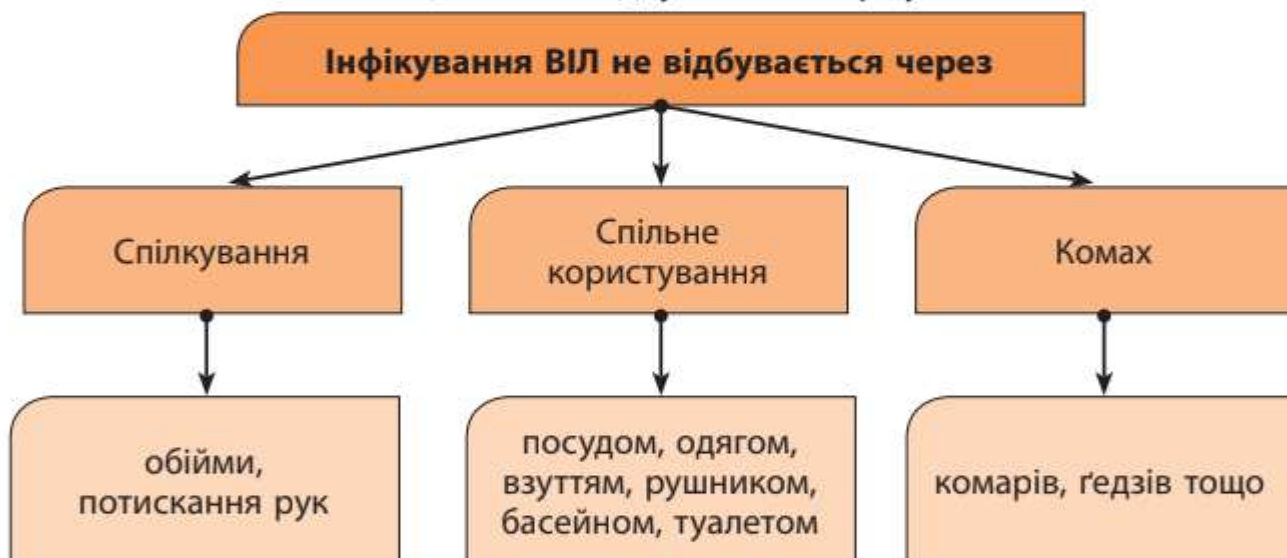 Інфікування ВІЛ не відбувається через
Спілкування
Спільне
користування
Комах
обійми,
потискання рук
посудом, одягом,
взуттям, рушником,
басейном, туалетом
комарів, ґедзів тощо